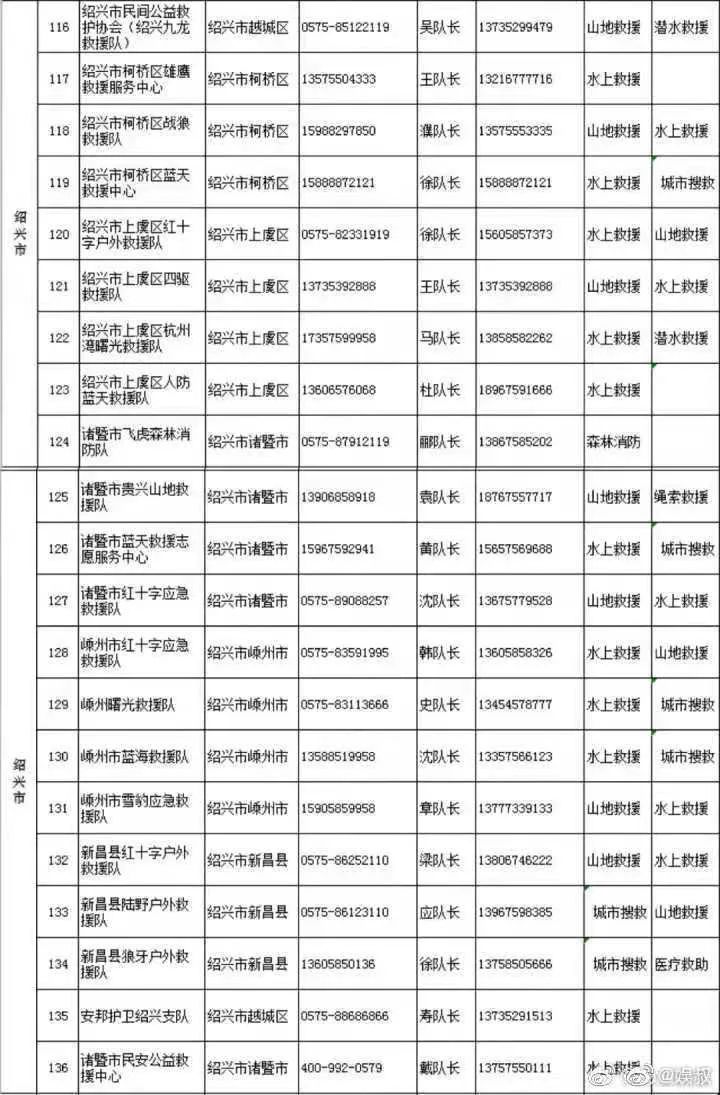 绍兴市
116 绍兴市民间公益救 绍兴市越城区 0575-85122119 吴队长 13735299479 山地救援 潜水救援
护协会（绍兴九龙
救援队）
117 绍兴市柯桥区雄鹰 绍兴市柯桥区 13575504333 王队长 13216777716 水上救援
救援服务中心
118 绍兴市柯桥区战狼 绍兴市柯桥区 15988297850 濮队长 13575553335 山地救援 水上救援
救援队
119 绍兴市柯桥区蓝天 绍兴市柯桥区 15888872121 徐队长 15888872121 水上救援 城市搜救
救援中心
120 绍兴市上虞区红十 绍兴市上虞区 0575-82331919 徐队长 15605857373 水上救援 山地救援
字户外救援队
121 绍兴市上虞区四驱 绍兴市上虞区 13735392888 王队长 13735392888 山地救援 水上救援
救援队
122 绍兴市上虞区杭州 绍兴市上虞区 17357599958 马队长 13858582262 水上救援 潜水救援
湾曙光救援队
123 绍兴市上虞区人防 绍兴市上虞区 13606576068 杜队长 18967591666 水上救援
蓝天救援队
124 诸暨市飞虎森林消 绍兴市诸暨市 0575-87912119 郦队长 13867585202 森林消防
防队
绍兴市
125 诸暨市贵兴山地救 绍兴市诸暨市 13906858918 袁队长 18767557717 山地救援 绳索救援
援队
126 诸暨市蓝天救援志 绍兴市诸暨市 15967592941 黄队长 15657569688 水上救援 城市搜救
愿服务中心
127 诸暨市红十字应急 绍兴市诸暨市 0575-89088257 沈队长 13675779528 山地救援 水上救援
救援队
128 嵊州市红十字应急 绍兴市嵊州市 0575-83591995 韩队长 13605858326 水上救援 山地救援
救援队
129 嵊州曙光救援队 绍兴市嵊州市 0575-83113666 史队长 13454578777 水上救援 城市搜救
130 嵊州市蓝海救援队 绍兴市嵊州市 13588519958 沈队长 13357566123 水上救援 城市搜救
131 嵊州市雪豹应急救 绍兴市嵊州市 15905859958 章队长 13777339133 山地救援 水上救援
援队
132 新昌县红十字户外 绍兴市新昌县 0575-86252110 梁队长 13806746222 山地救援 水上救援
救援队
133 新昌县陆野户外救 绍兴市新昌县 0575-86123110 应队长 13967598385 城市搜救 山地救援
援队
134 新昌县狼牙户外救 绍兴市新昌县 13605850136 徐队长 13758505666 城市搜救 医疗救助
援队
135 安邦护卫绍兴支队 绍兴市越城区 0575-88686866 寿队长 13735291513 水上救援
136 诸暨市民安公益救 绍兴市诸暨市 400-992-0579 戴队长 13757550111 水上救援
援中心
@娱叔